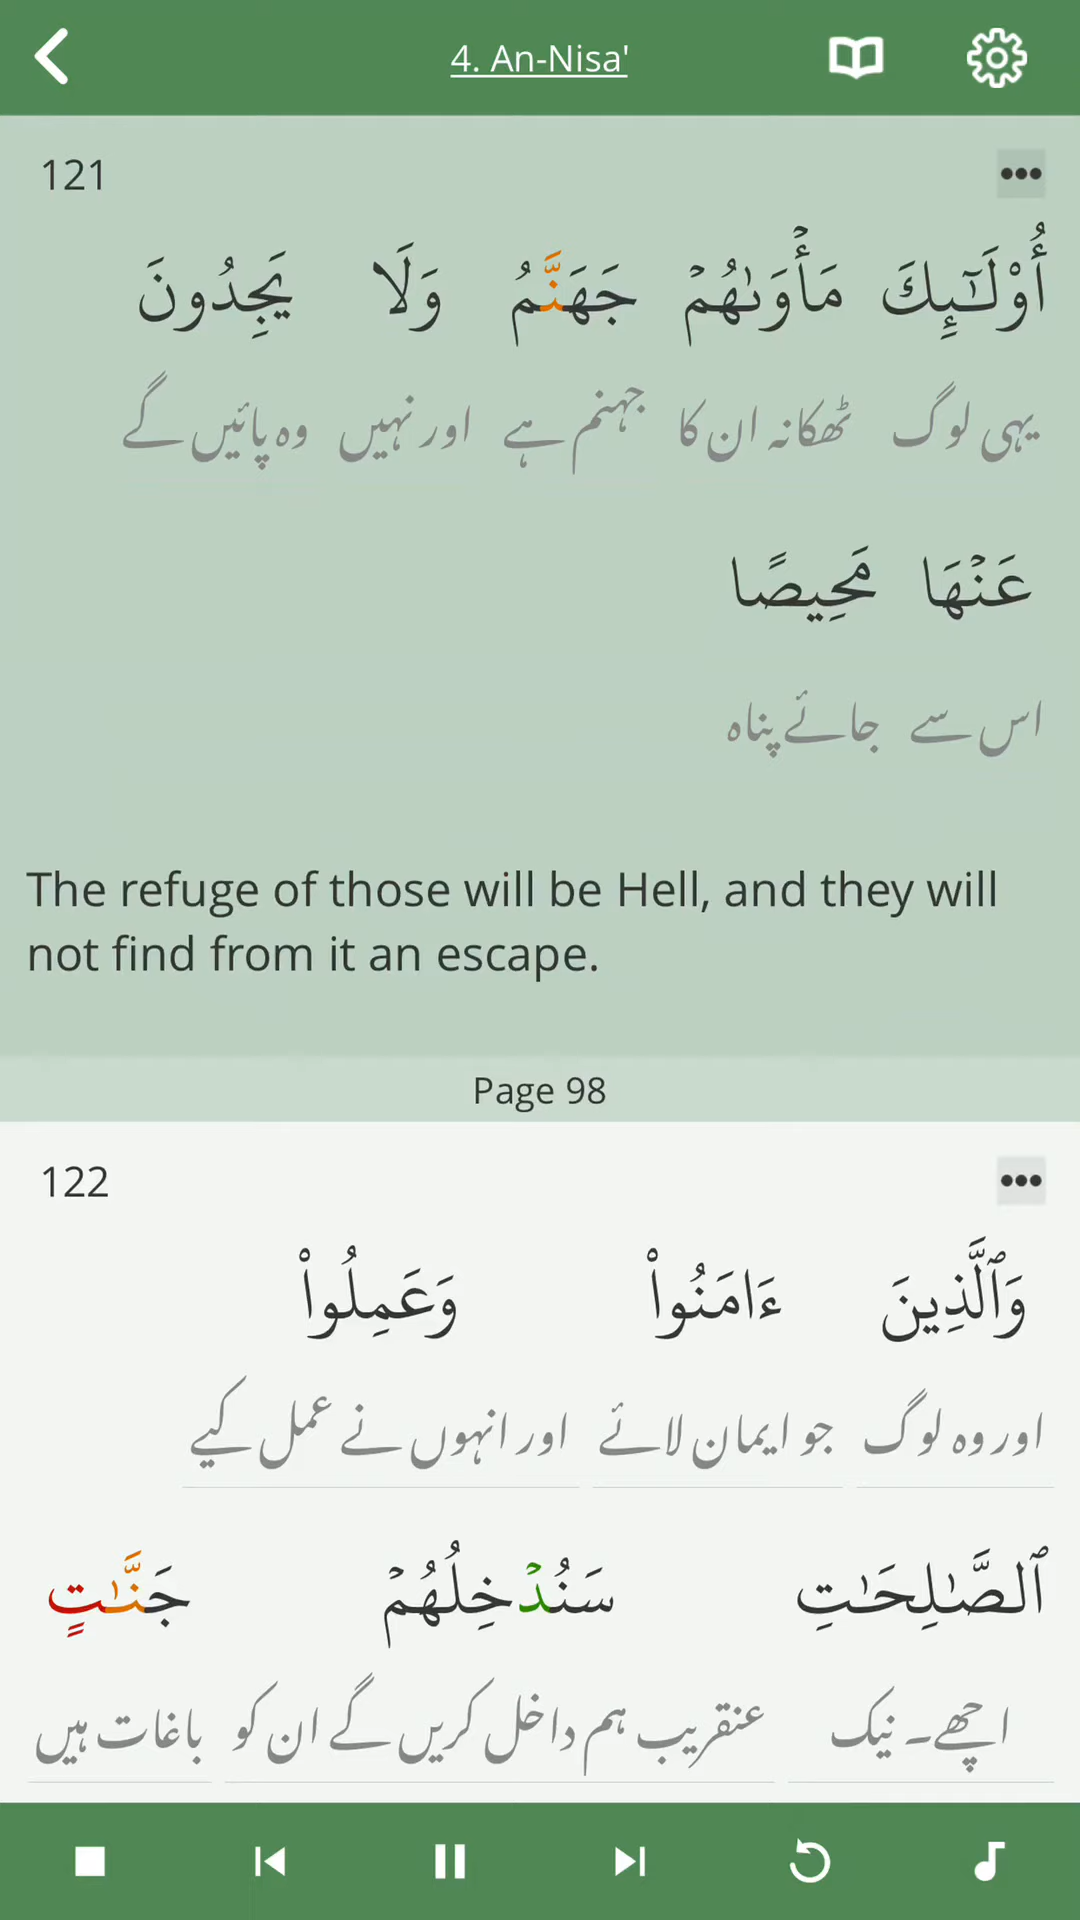 4. An-Nisa'
121
أُوْلَـٰٓئِكَ مَأۡوَىٰهُمۡ جَهَنَّمُ وَلَا يَجِدُونَ
یہی لوگ ٹھکانہ ان کا جہنم ہے اور نہیں وہ پائیں گے
عَنۡهَا مَحِيصًا
اس سے جائے پناہ
The refuge of those will be Hell, and they will
not find from it an escape.
Page 98
122
وَٱلَّذِينَ ءَامَنُواْ وَعَمِلُواْ
اور وہ لوگ جو ایمان لائے اور انہوں نے عمل کیے
ٱلصَّـٰلِحَـٰتِ سَنُدۡخِلُهُمۡ جَنَّـٰتٍ
اچھے۔ نیک عنقریب ہم داخل کریں گے ان کو باغات ہیں